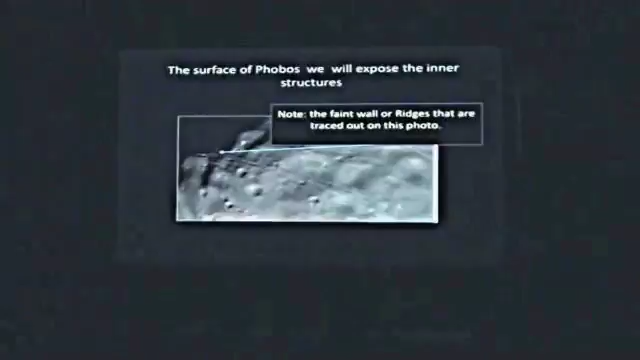 The surface of Phobos we will expose the inner
structures
Note: the faint wall or Ridges that are
traced out on this photo.